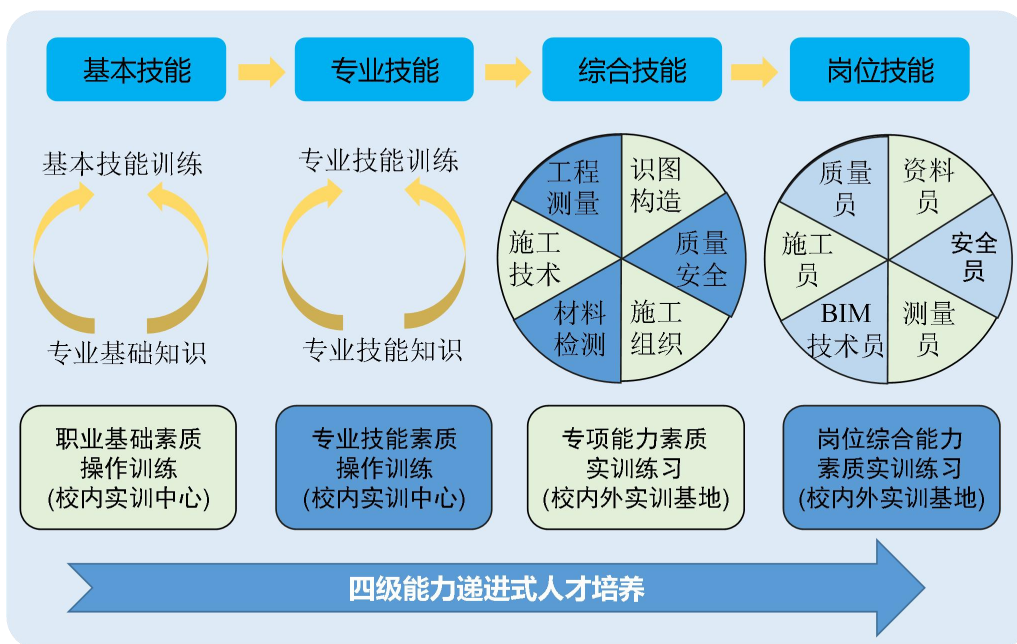 基本技能
专业技能
综合技能
岗位技能
基本技能训练
专业基础知识
专业技能训练
专业技能知识
工程
测量
识图
构造
施工
技术
质量
安全
材料
检测
施工
组织
质量
员
资料
员
施工
员
安全
员
BIM
技术员
测量
员
职业基础素质
操作训练
(校内实训中心)
专业技能素质
操作训练
(校内实训中心)
专项能力素质
实训练习
(校内外实训基地)
岗位综合能力
素质实训练习
(校内外实训基地)
四级能力递进式人才培养